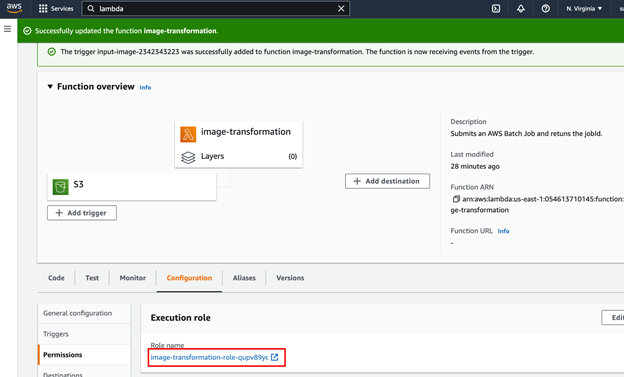 aws
Services
lambda
N. Virginia
Successfully updated the function image-transformation.
The trigger input-image-2342343223 was successfully added to function image-transformation. The function is now receiving events from the trigger.
Function overview Info
image-transformation
Layers (0)
S3
+ Add destination
+ Add trigger
Description
Submits an AWS Batch Job and retuns the jobId.
Last modified
28 minutes ago
Function ARN
arn:aws:lambda:us-east-1:054613710145:function:
ge-transformation
Function URL Info
-
Code Test Monitor Configuration Aliases Versions
General configuration
Triggers
Permissions
Destinations
Execution role
Edit
Role name
image-transformation-role-qupv89yc